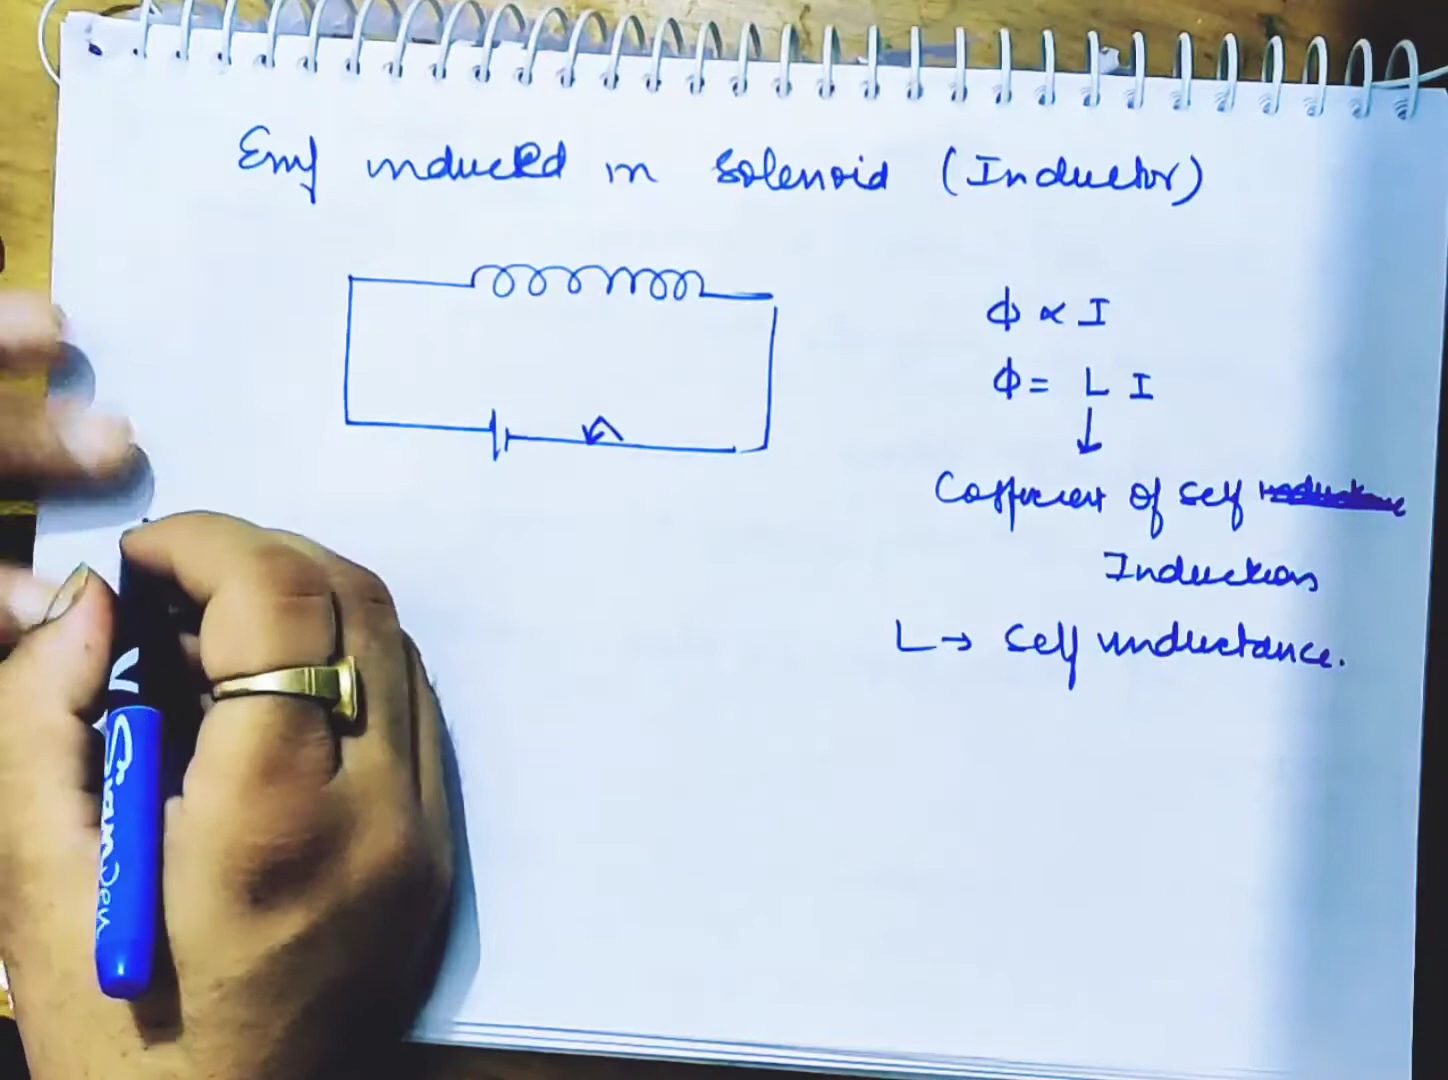 Emf induced in Solenoid (Inductor)
ϕ ∝ I
ϕ = L I
↓
Coefficient of self
Induction
L → Self inductance.